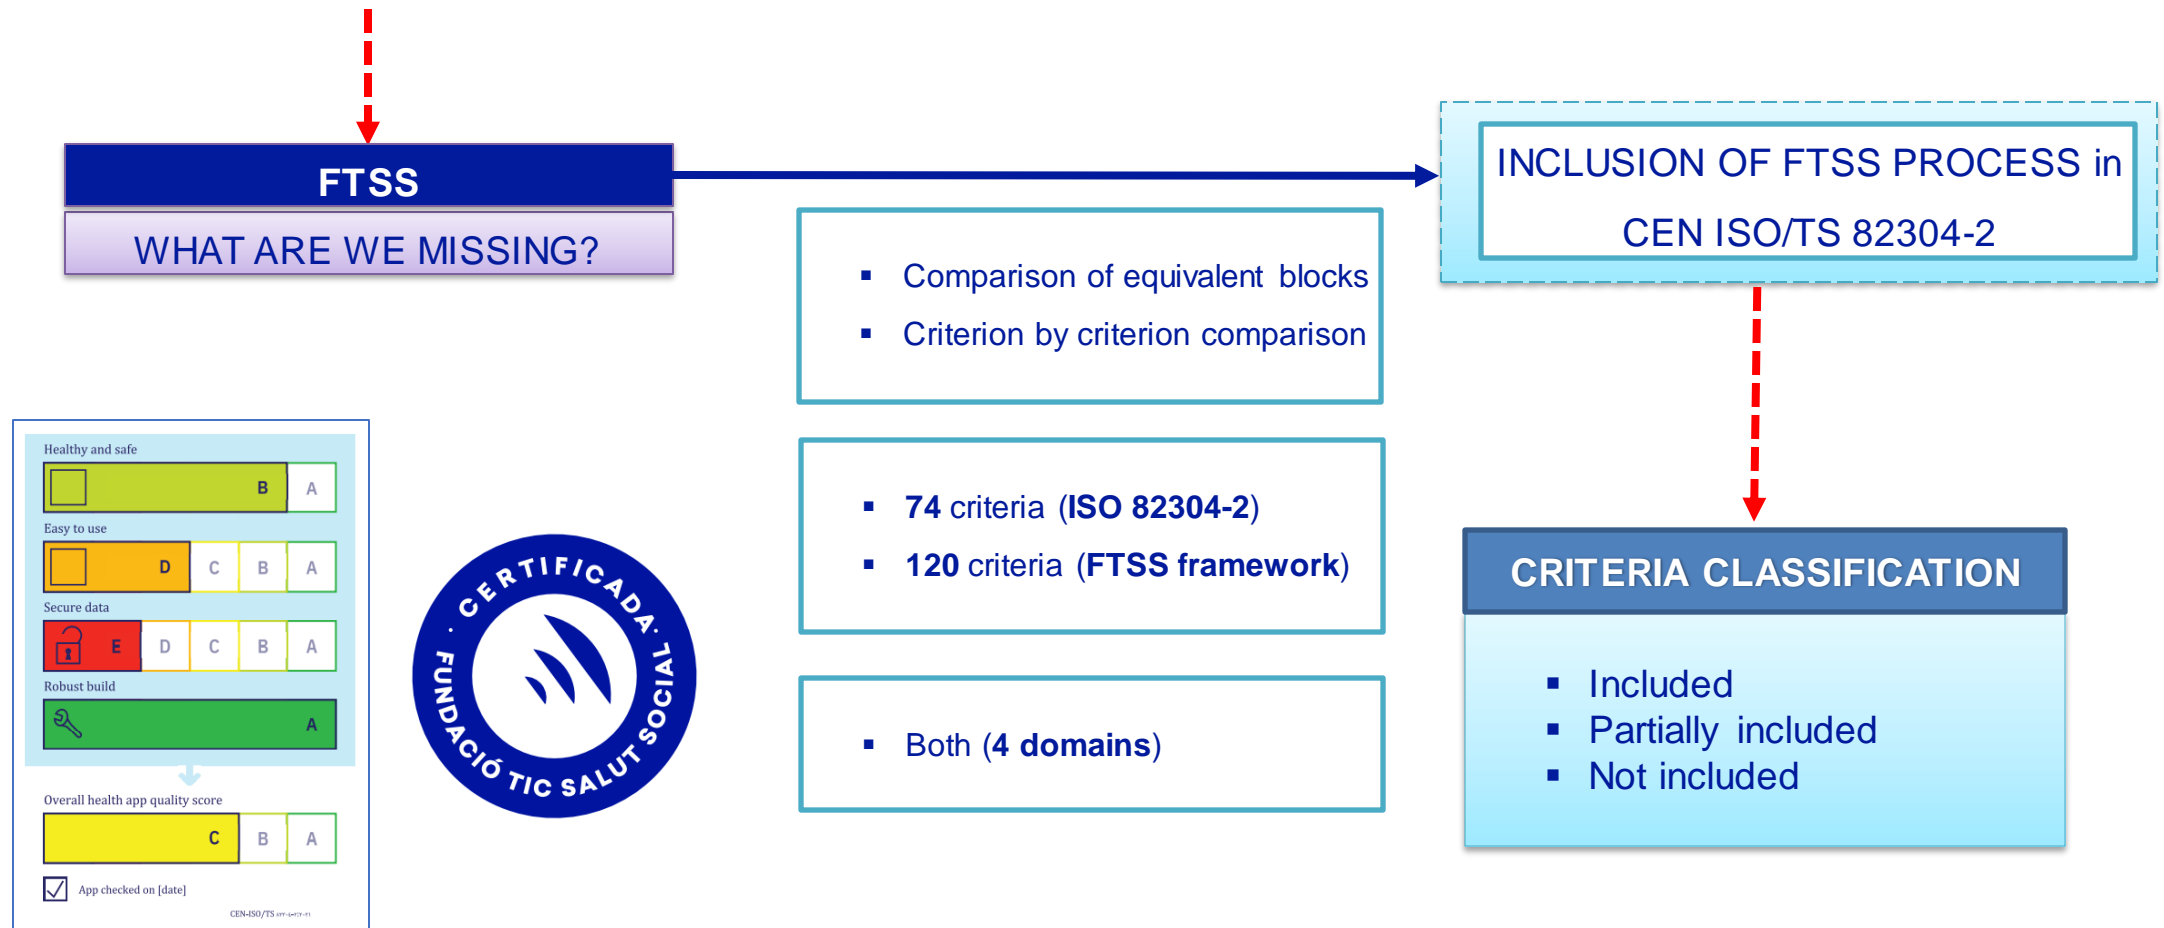 FTSS
WHAT ARE WE MISSING?
INCLUSION OF FTSS PROCESS in
CEN ISO/TS 82304-2
▪ Comparison of equivalent blocks
▪ Criterion by criterion comparison
▪ 74 criteria (ISO 82304-2)
▪ 120 criteria (FTSS framework)
▪ Both (4 domains)
CRITERIA CLASSIFICATION
▪ Included
▪ Partially included
▪ Not included
Healthy and safe
B A
Easy to use
D C B A
Secure data
E D C B A
Robust build
A
Overall health app quality score
C B A
App checked on [date]
CEN-ISO/TS
· CERTIFICADA ·
FUNDACIÓ TIC SALUT SOCIAL